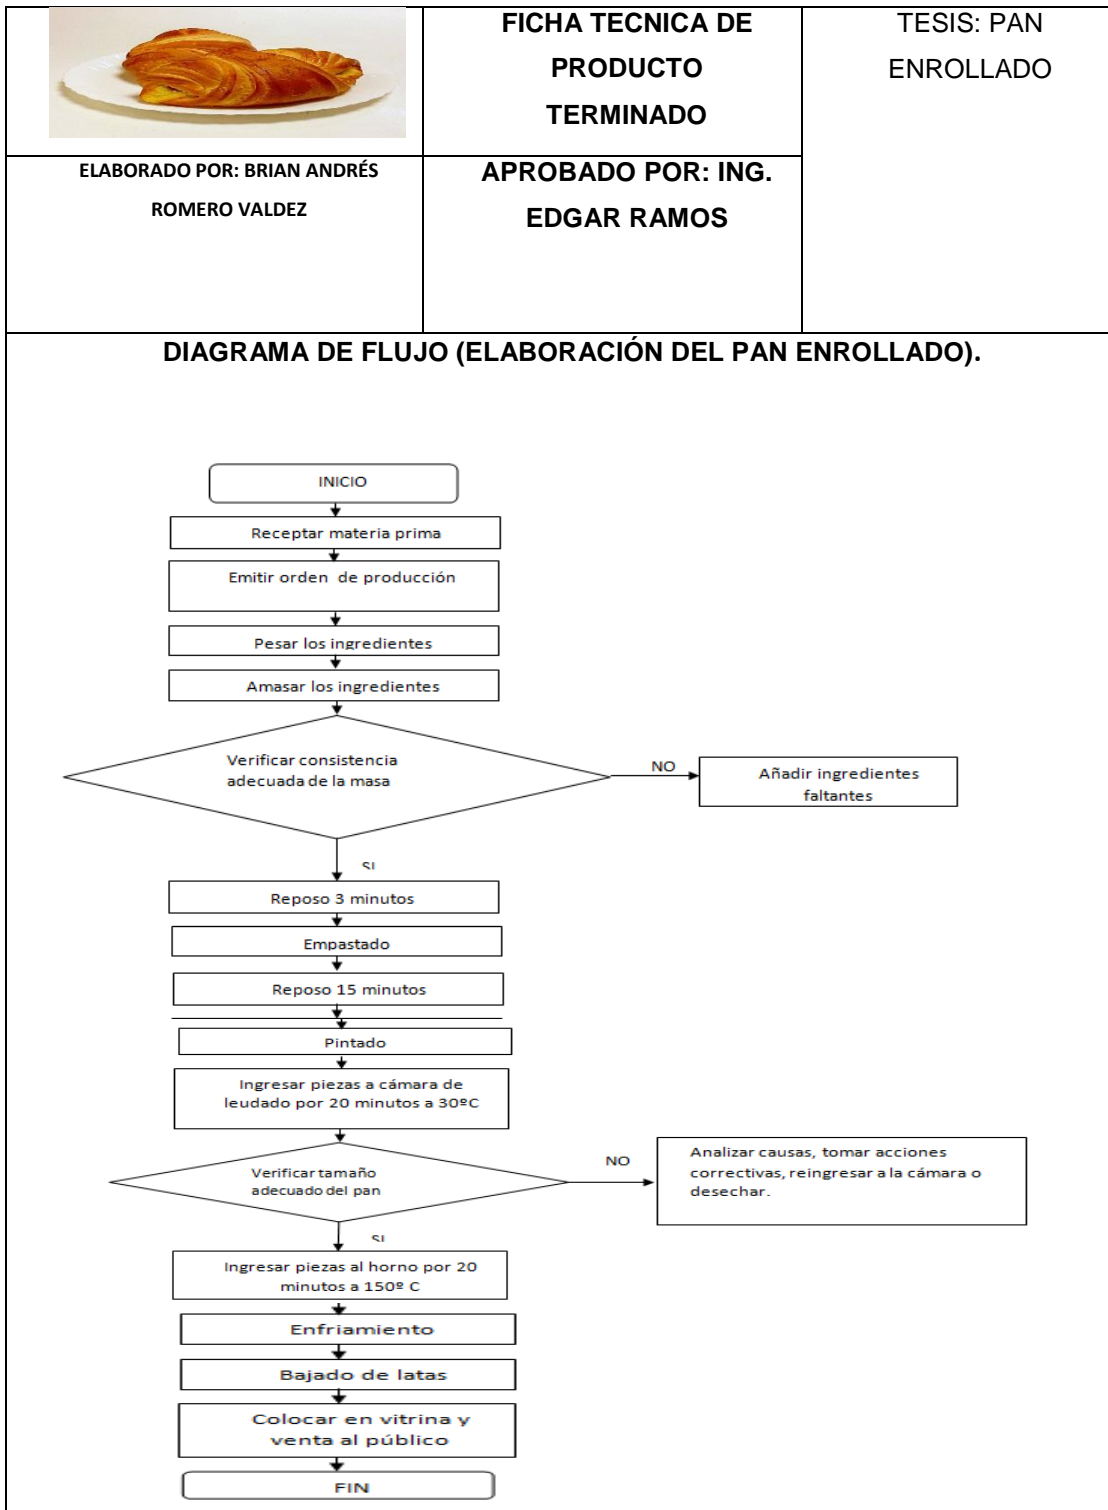 FICHA TECNICA DE
PRODUCTO
TERMINADO
TESIS: PAN
ENROLLADO
ELABORADO POR: BRIAN ANDRÉS
ROMERO VALDEZ
APROBADO POR: ING.
EDGAR RAMOS
DIAGRAMA DE FLUJO (ELABORACIÓN DEL PAN ENROLLADO).
INICIO
Receptar materia prima
Emitir orden de producción
Pesar los ingredientes
Amasar los ingredientes
Verificar consistencia
adecuada de la masa
NO
Añadir ingredientes
faltantes
SI
Reposo 3 minutos
Empastado
Reposo 15 minutos
Pintado
Ingresar piezas a cámara de
leudado por 20 minutos a 30ºC
Verificar tamaño
adecuado del pan
NO
Analizar causas, tomar acciones
correctivas, reingresar a la cámara o
desechar.
SI
Ingresar piezas al horno por 20
minutos a 150º C
Enfriamiento
Bajado de latas
Colocar en vitrina y
venta al público
FIN